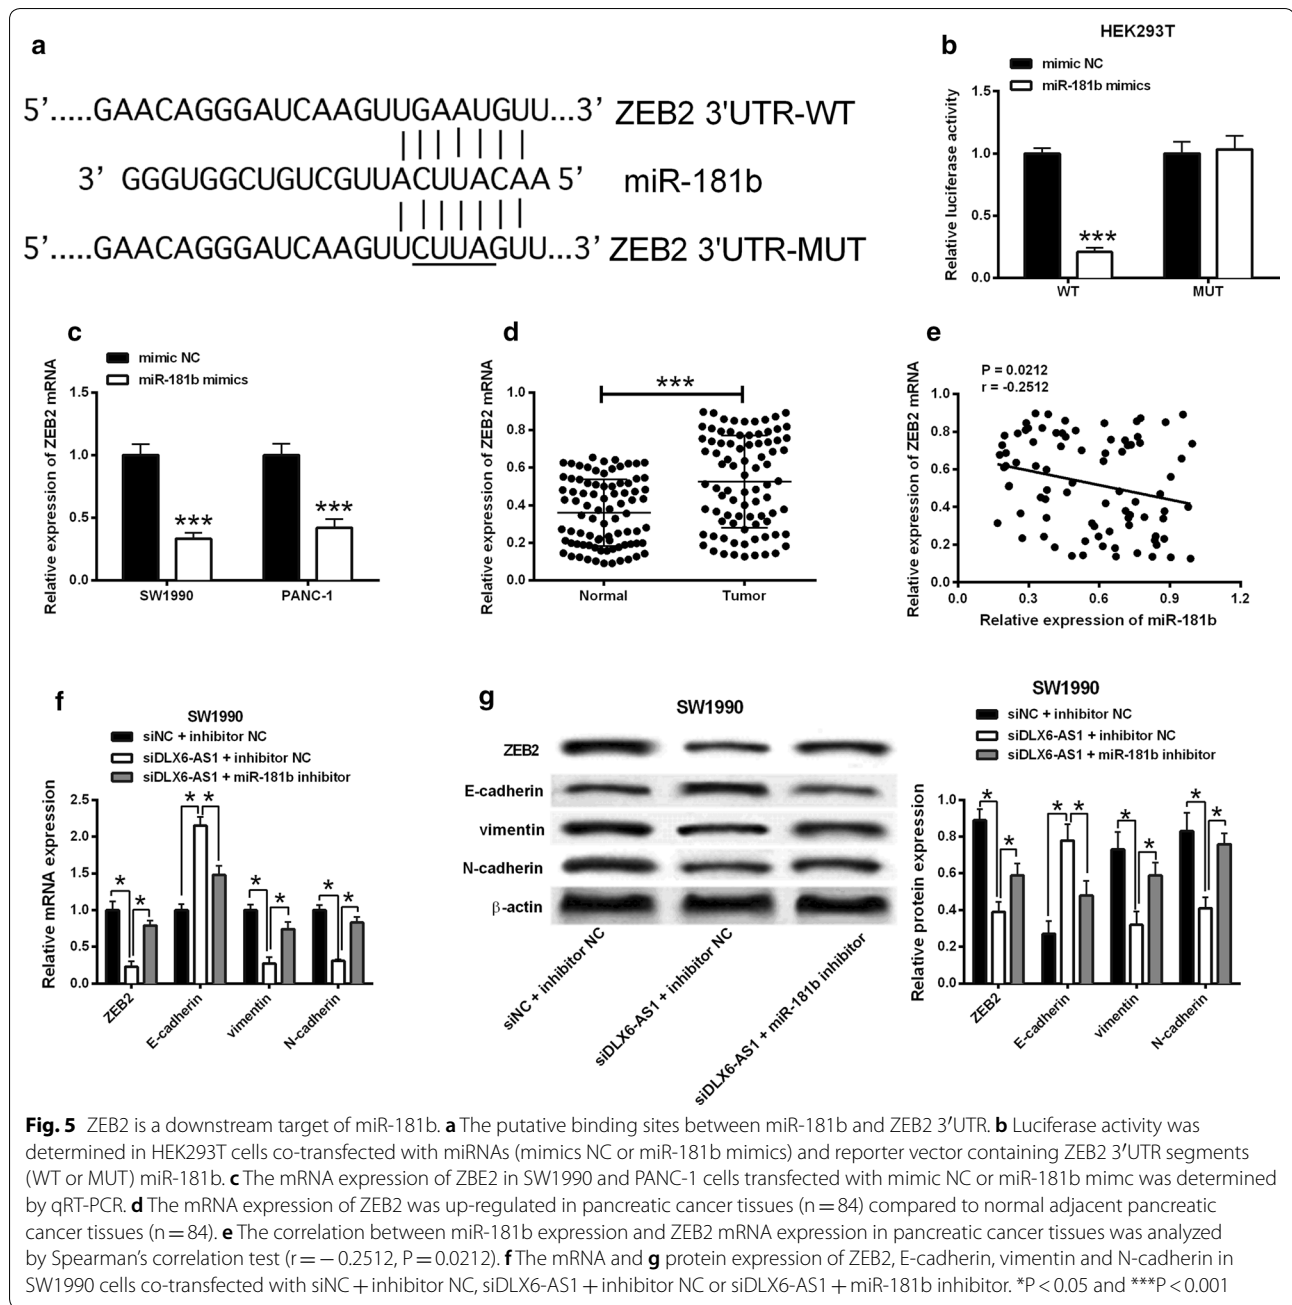 a
5’.....GAACAGGGAUCAAGUUGAAUGUU...3’ ZEB2 3'UTR-WT
3’ GGGUGGCUGUCGUUACUUACAA 5’ miR-181b
5’.....GAACAGGGAUCAAGUUCUUAGUU...3’ ZEB2 3'UTR-MUT
b
HEK293T
mimic NC
miR-181b mimics
Relative luciferase activity
1.5
1.0
0.5
0.0
***
WT MUT
c
mimic NC
miR-181b mimics
Relative expression of ZEB2 mRNA
1.5
1.0
0.5
0.0
*** ***
SW1990 PANC-1
d
Relative expression of ZEB2 mRNA
1.0
0.8
0.6
0.4
0.2
0.0
***
Normal Tumor
e
P = 0.0212
r = -0.2512
Relative expression of ZEB2 mRNA
1.0
0.8
0.6
0.4
0.2
0.0
0.0 0.3 0.6 0.9 1.2
Relative expression of miR-181b
f
SW1990
siNC + inhibitor NC
siDLX6-AS1 + inhibitor NC
siDLX6-AS1 + miR-181b inhibitor
Relative mRNA expression
2.5
2.0
1.5
1.0
0.5
0.0
* * * * * * * *
ZEB2 E-cadherin vimentin N-cadherin
g
SW1990
ZEB2
E-cadherin
vimentin
N-cadherin
β-actin
siNC + inhibitor NC
siDLX6-AS1 + inhibitor NC
siDLX6-AS1 + miR-181b inhibitor
SW1990
siNC + inhibitor NC
siDLX6-AS1 + inhibitor NC
siDLX6-AS1 + miR-181b inhibitor
Relative protein expression
1.0
0.8
0.6
0.4
0.2
0.0
* * * * * * * *
ZEB2 E-cadherin vimentin N-cadherin
Fig. 5 ZEB2 is a downstream target of miR-181b. a The putative binding sites between miR-181b and ZEB2 3′UTR. b Luciferase activity was
determined in HEK293T cells co-transfected with miRNAs (mimics NC or miR-181b mimics) and reporter vector containing ZEB2 3′UTR segments
(WT or MUT) miR-181b. c The mRNA expression of ZBE2 in SW1990 and PANC-1 cells transfected with mimic NC or miR-181b mimc was determined
by qRT-PCR. d The mRNA expression of ZEB2 was up-regulated in pancreatic cancer tissues (n = 84) compared to normal adjacent pancreatic
cancer tissues (n = 84). e The correlation between miR-181b expression and ZEB2 mRNA expression in pancreatic cancer tissues was analyzed
by Spearman’s correlation test (r = − 0.2512, P = 0.0212). f The mRNA and g protein expression of ZEB2, E-cadherin, vimentin and N-cadherin in
SW1990 cells co-transfected with siNC + inhibitor NC, siDLX6-AS1 + inhibitor NC or siDLX6-AS1 + miR-181b inhibitor. *P < 0.05 and ***P < 0.001